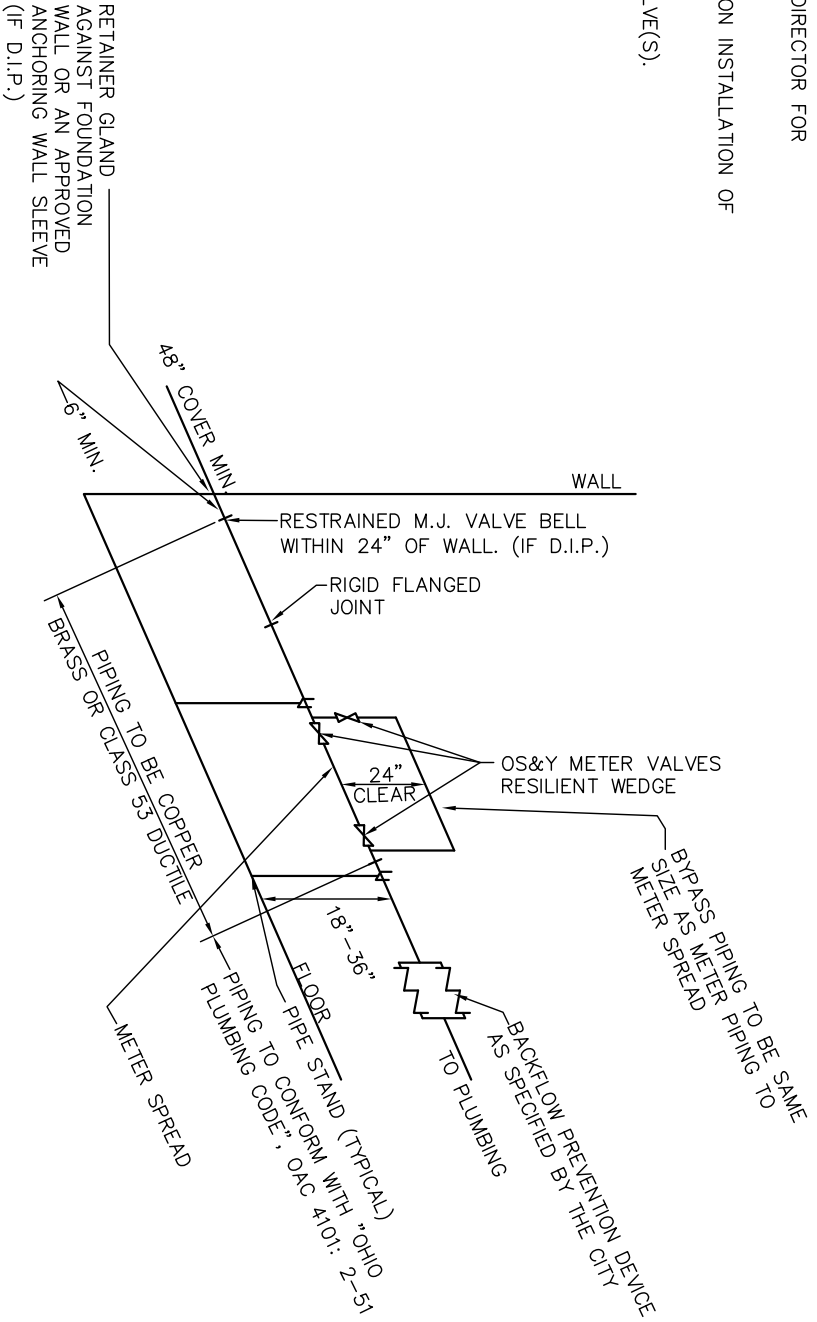 DIRECTOR FOR
ON INSTALLATION OF
LVE(S).
RETAINER GLAND
AGAINST FOUNDATION
WALL OR AN APPROVED
ANCHORING WALL SLEEVE
(IF D.I.P.)
48" COVER MIN.
6" MIN.
WALL
RESTRAINED M.J. VALVE BELL
WITHIN 24" OF WALL. (IF D.I.P.)
RIGID FLANGED
JOINT
OS&Y METER VALVES
RESILIENT WEDGE
24"
CLEAR
BYPASS PIPING TO BE SAME
SIZE AS METER PIPING TO
METER SPREAD
PIPING TO BE COPPER
BRASS OR CLASS 53 DUCTILE
18"-36"
FLOOR
BACKFLOW PREVENTION DEVICE
AS SPECIFIED BY THE CITY
TO PLUMBING
PIPE STAND (TYPICAL)
PIPING TO CONFORM WITH "OHIO
PLUMBING CODE", OAC 4101: 2-51
METER SPREAD